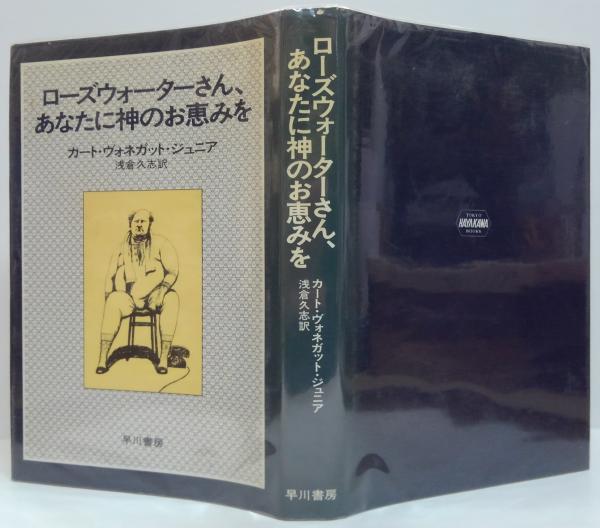 ローズウォーターさん、
あなたに神のお恵みを
カート・ヴォネガット・ジュニア
浅倉久志訳
早川書房
ローズウォーターさん、
あなたに神のお恵みを
カート・ヴォネガット・ジュニア
浅倉久志訳
早川書房
TOKYO
HAYAKAWA
BOOKS